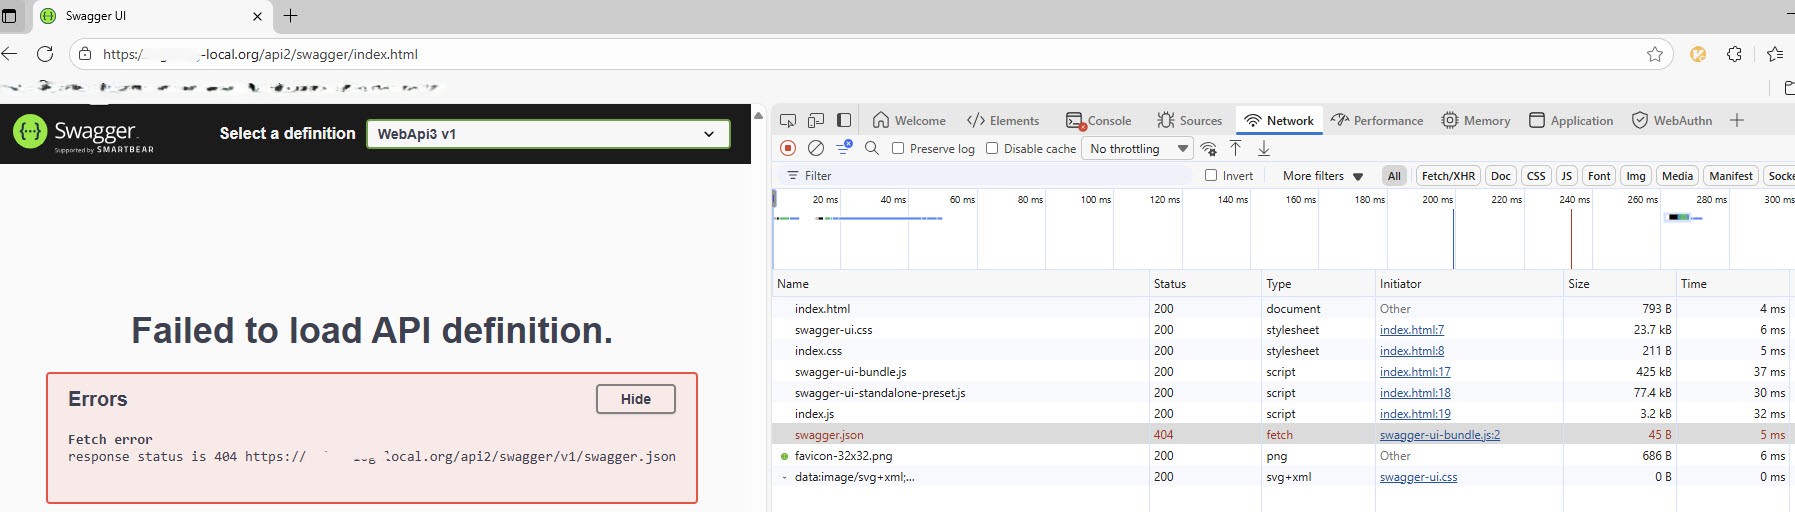 Swagger UI
https:/ -local.org/api2/swagger/index.html
Swagger.
Supported by SMARTBEAR
Select a definition
WebApi3 v1
Failed to load API definition.
Errors
Hide
Fetch error
response status is 404 https:// local.org/api2/swagger/v1/swagger.json
Welcome </> Elements Console Sources Network Performance Memory Application WebAuthn
Preserve log Disable cache No throttling
Filter Invert More filters All Fetch/XHR Doc CSS JS Font Img Media Manifest Socke
20 ms 40 ms 60 ms 80 ms 100 ms 120 ms 140 ms 160 ms 180 ms 200 ms 220 ms 240 ms 260 ms 280 ms 300 ms
Name Status Type Initiator Size Time
index.html 200 document Other 793 B 4 ms
swagger-ui.css 200 stylesheet index.html:7 23.7 kB 6 ms
index.css 200 stylesheet index.html:8 211 B 5 ms
swagger-ui-bundle.js 200 script index.html:17 425 kB 37 ms
swagger-ui-standalone-preset.js 200 script index.html:18 77.4 kB 30 ms
index.js 200 script index.html:19 3.2 kB 32 ms
swagger.json 404 fetch swagger-ui-bundle.js:2 45 B 5 ms
favicon-32x32.png 200 png Other 686 B 6 ms
data:image/svg+xml;... 200 svg+xml swagger-ui.css 0 B 0 ms